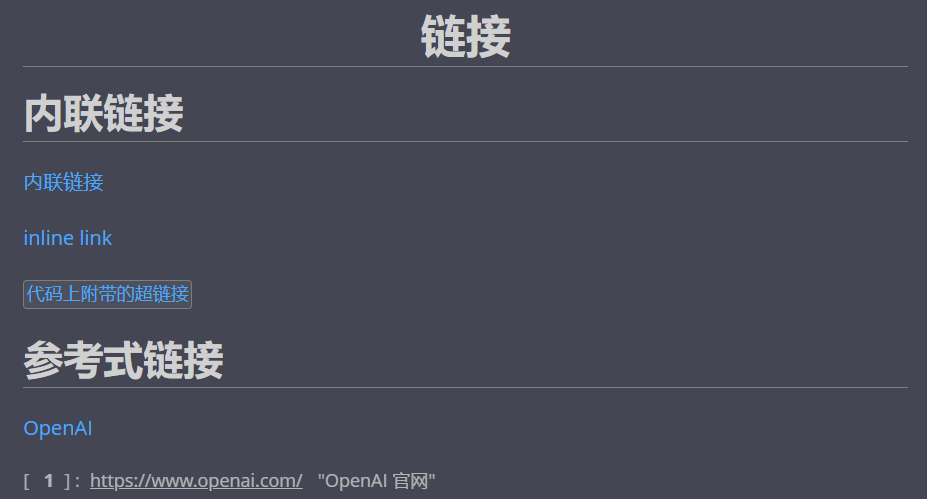 链接
内联链接
内联链接
inline link
代码上附带的超链接
参考式链接
OpenAI
[ 1 ]: https://www.openai.com/ "OpenAI 官网"